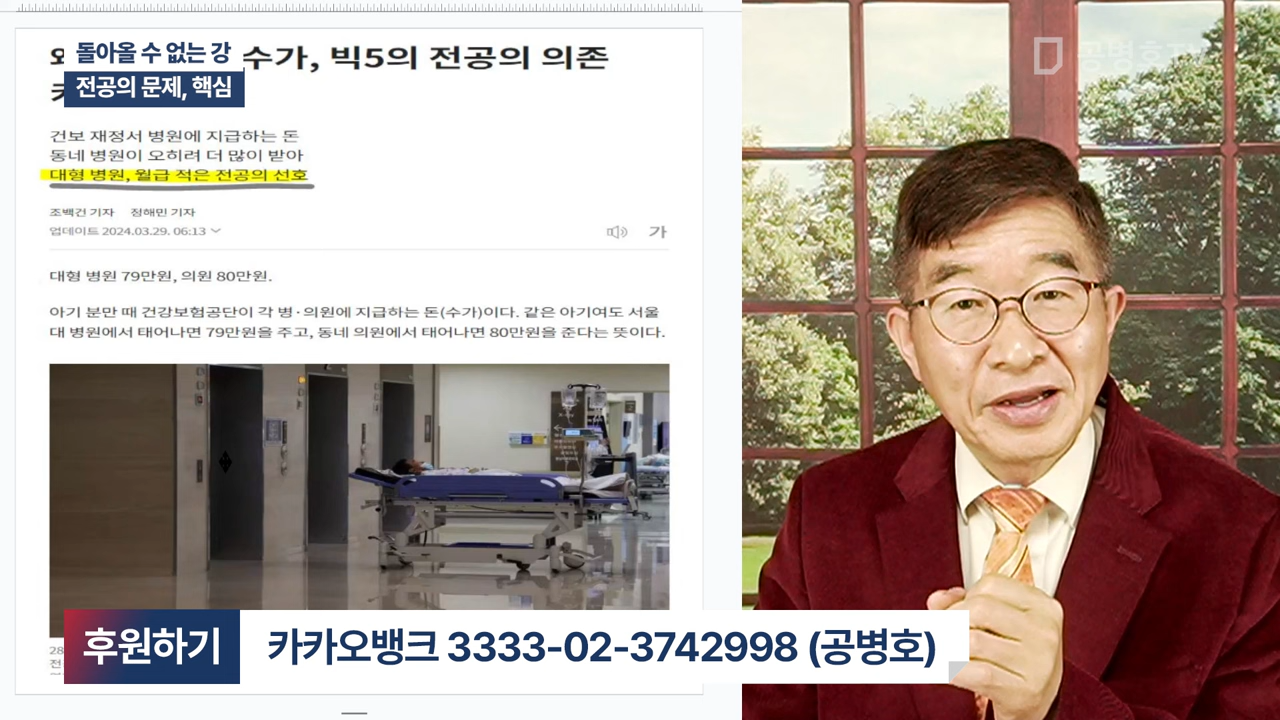 돌아올 수 없는 강
전공의 문제, 핵심
수가, 빅5의 전공의 의존
건보 재정서 병원에 지급하는 돈
동네 병원이 오히려 더 많이 받아
대형 병원, 월급 적은 전공의 선호
조백건 기자 정해민 기자
업데이트 2024.03.29. 06:13
가
대형 병원 79만원, 의원 80만원.
아기 분만 때 건강보험공단이 각 병·의원에 지급하는 돈(수가)이다. 같은 아기여도 서울
대 병원에서 태어나면 79만원을 주고, 동네 의원에서 태어나면 80만원을 준다는 뜻이다.
28
전
후원하기
카카오뱅크 3333-02-3742998 (공병호)
공병호